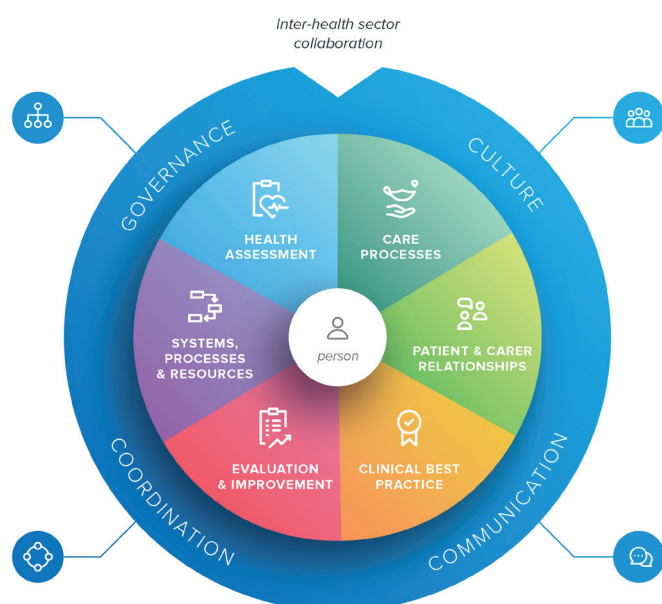 Inter-health sector
collaboration
GOVERNANCE
CULTURE
HEALTH
ASSESSMENT
CARE
PROCESSES
SYSTEMS,
PROCESSES
& RESOURCES
person
PATIENT & CARER
RELATIONSHIPS
EVALUATION
& IMPROVEMENT
CLINICAL BEST
PRACTICE
COORDINATION
COMMUNICATION